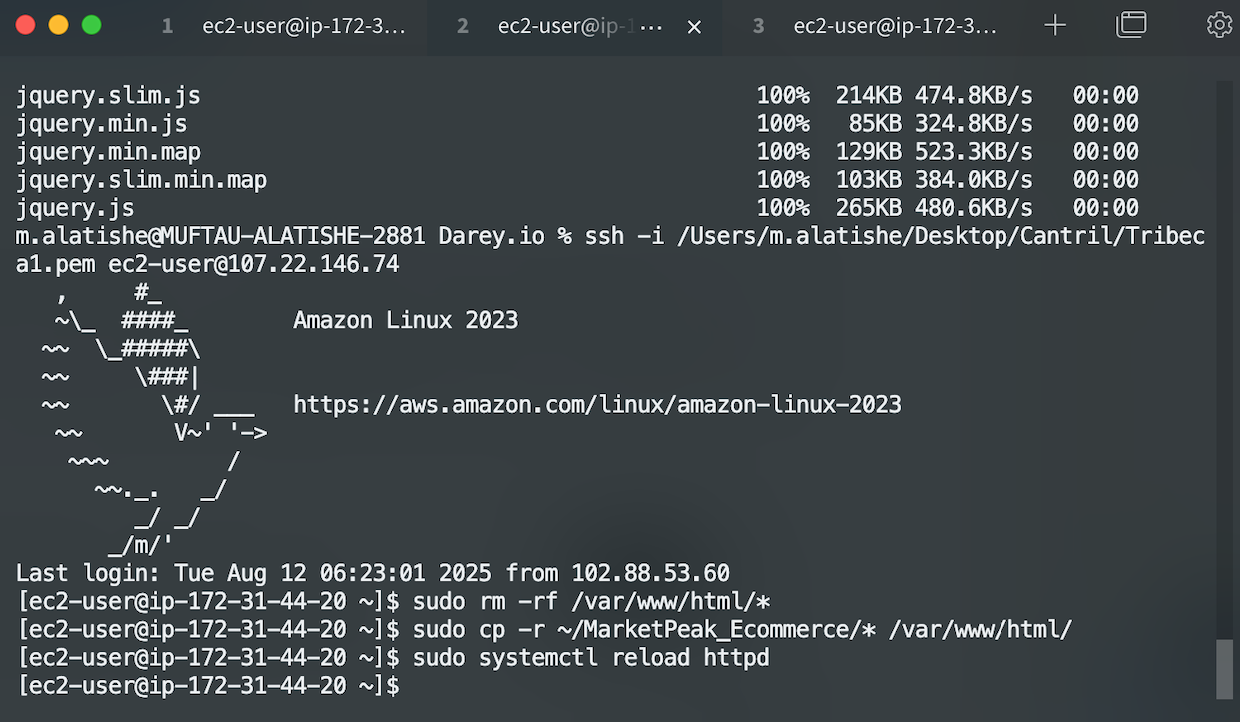 1 ec2-user@ip-172-3... 2 ec2-user@ip-1 ... 3 ec2-user@ip-172-3...
jquery.slim.js 100% 214KB 474.8KB/s 00:00
jquery.min.js 100% 85KB 324.8KB/s 00:00
jquery.min.map 100% 129KB 523.3KB/s 00:00
jquery.slim.min.map 100% 103KB 384.0KB/s 00:00
jquery.js 100% 265KB 480.6KB/s 00:00
m.alatishe@MUFTAU-ALATISHE-2881 Darey.io % ssh -i /Users/m.alatishe/Desktop/Cantril/Tribec
a1.pem ec2-user@107.22.146.74
   ,     #_
   ~\_  ####_        Amazon Linux 2023
  ~~  \_#####\
  ~~     \###|
  ~~       \#/ ___   https://aws.amazon.com/linux/amazon-linux-2023
   ~~       V~' '->
    ~~~         /
      ~~._.   _/
         _/ _/
       _/m/'
Last login: Tue Aug 12 06:23:01 2025 from 102.88.53.60
[ec2-user@ip-172-31-44-20 ~]$ sudo rm -rf /var/www/html/*
[ec2-user@ip-172-31-44-20 ~]$ sudo cp -r ~/MarketPeak_Ecommerce/* /var/www/html/
[ec2-user@ip-172-31-44-20 ~]$ sudo systemctl reload httpd
[ec2-user@ip-172-31-44-20 ~]$